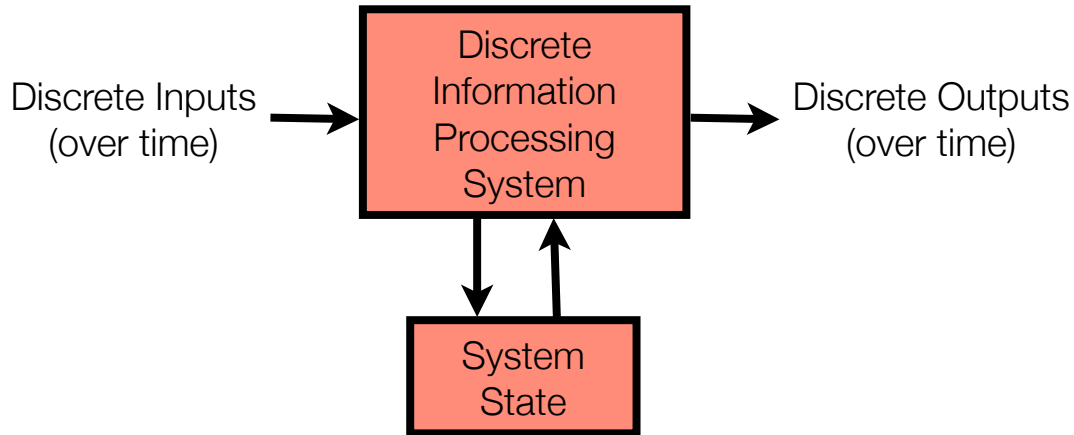 Discrete Inputs
(over time)
Discrete
Information
Processing
System
Discrete Outputs
(over time)
System
State